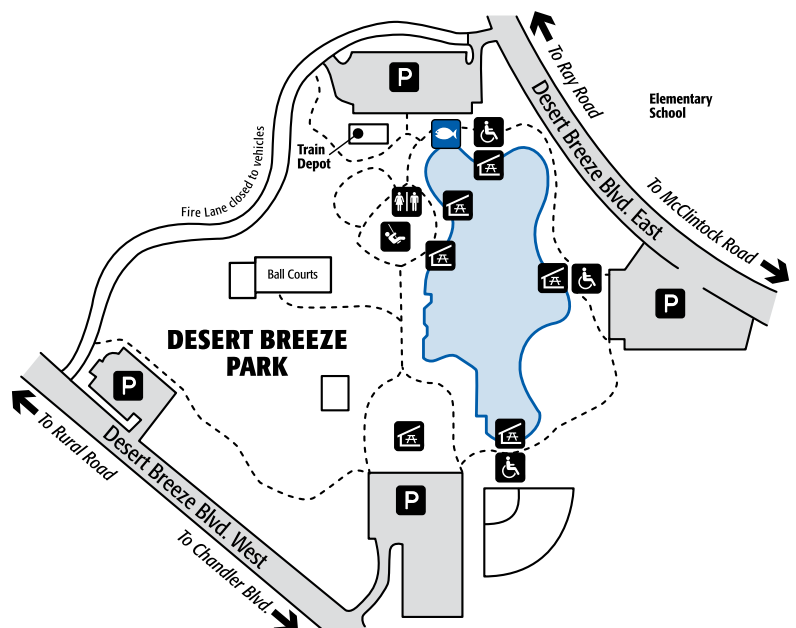 To Ray Road
Elementary
School
P
Desert Breeze Blvd. East
Train
Depot
Fire Lane closed to vehicles
To McClintock Road
Ball Courts
P
DESERT BREEZE
PARK
P
To Rural Road
Desert Breeze Blvd. West
P
To Chandler Blvd.